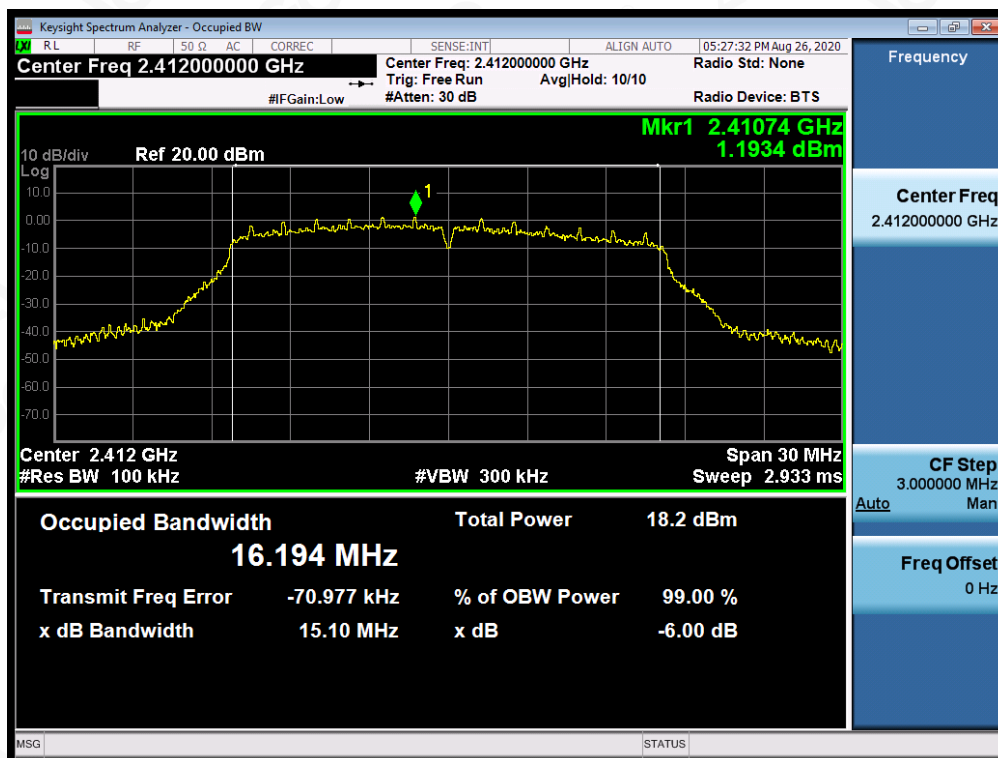 Keysight Spectrum Analyzer - Occupied BW
LXI RL RF 50 Ω AC CORREC SENSE:INT ALIGN AUTO 05:27:32 PM Aug 26, 2020
Center Freq 2.412000000 GHz
Center Freq: 2.412000000 GHz
Radio Std: None
Trig: Free Run Avg|Hold: 10/10
#IFGain:Low
#Atten: 30 dB
Radio Device: BTS
Mkr1 2.41074 GHz
1.1934 dBm
10 dB/div Ref 20.00 dBm
Log
10.0
0.00
-10.0
-20.0
-30.0
-40.0
-50.0
-60.0
-70.0
1
Center 2.412 GHz
Span 30 MHz
#Res BW 100 kHz
#VBW 300 kHz
Sweep 2.933 ms
Occupied Bandwidth
16.194 MHz
Total Power 18.2 dBm
Transmit Freq Error -70.977 kHz
% of OBW Power 99.00 %
x dB Bandwidth 15.10 MHz
x dB -6.00 dB
MSG
STATUS
Frequency
Center Freq
2.412000000 GHz
CF Step
3.000000 MHz
Auto Man
Freq Offset
0 Hz